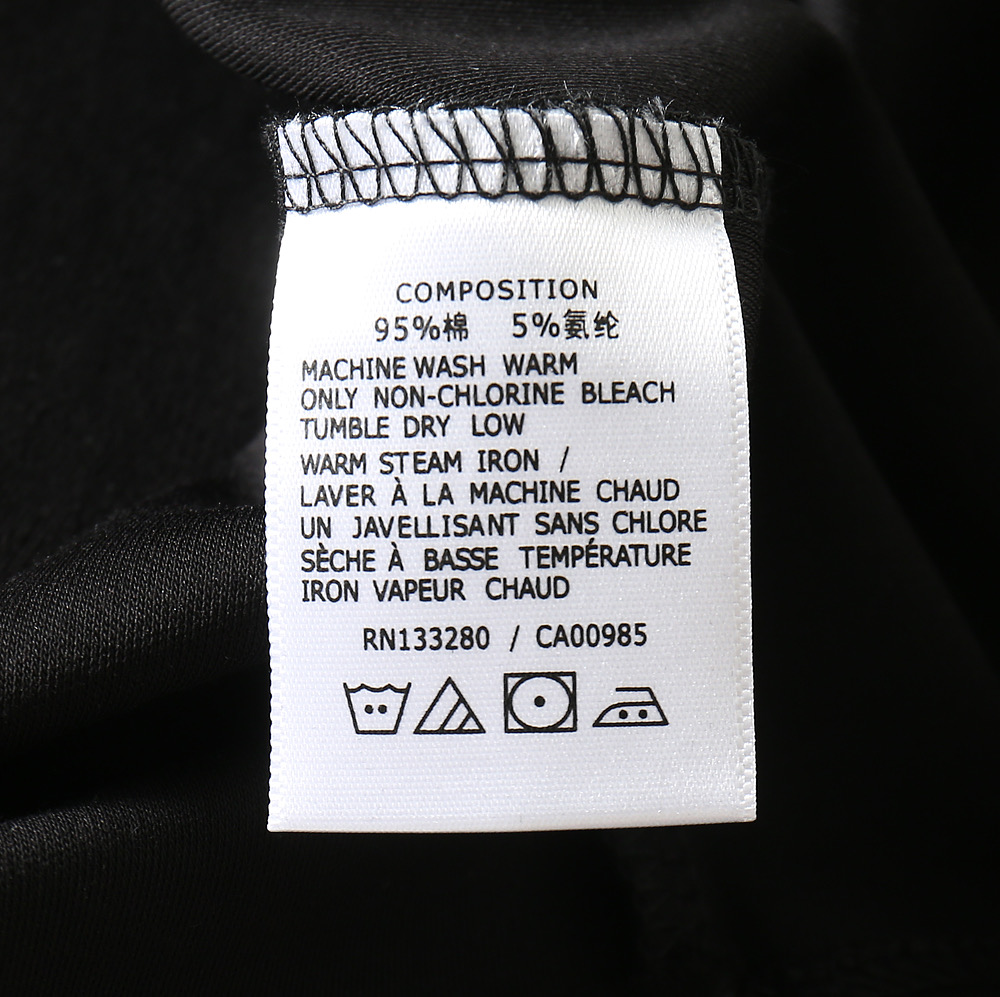 COMPOSITION
95%棉 5%氨纶
MACHINE WASH WARM
ONLY NON-CHLORINE BLEACH
TUMBLE DRY LOW
WARM STEAM IRON /
LAVER À LA MACHINE CHAUD
UN JAVELLISANT SANS CHLORE
SÈCHE À BASSE TEMPÉRATURE
IRON VAPEUR CHAUD
RN133280 / CA00985